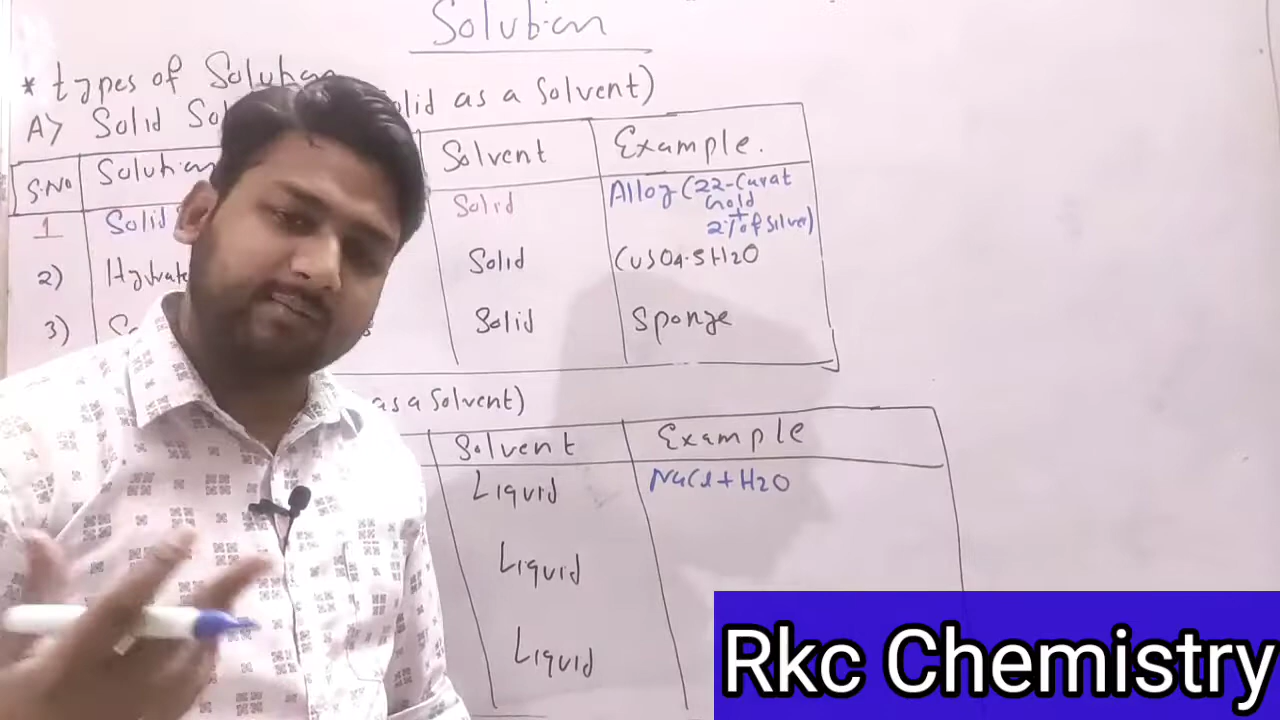 Solution
* types of Solution
A> Solid Sol olid as a Solvent)
S.No Solution Solvent Example.
1 Solid Solid Alloy (22-Carat
Gold
+
2% of Silver)
2) Hydrate Solid CuSO4.5H2O
3) Solid Sponge
as a Solvent)
Solvent Example
Liquid NaCl+H2O
Liquid
Liquid
Rkc Chemistry